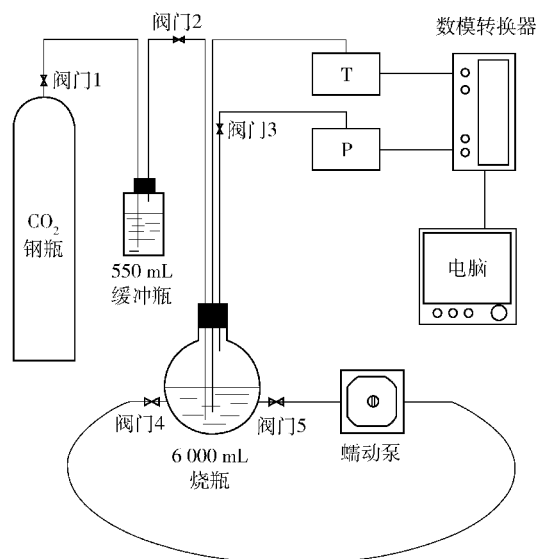 阀门2
数模转换器
阀门1
T
阀门3
P
CO₂
钢瓶
550 mL
缓冲瓶
电脑
阀门4
阀门5
6 000 mL
烧瓶
蠕动泵